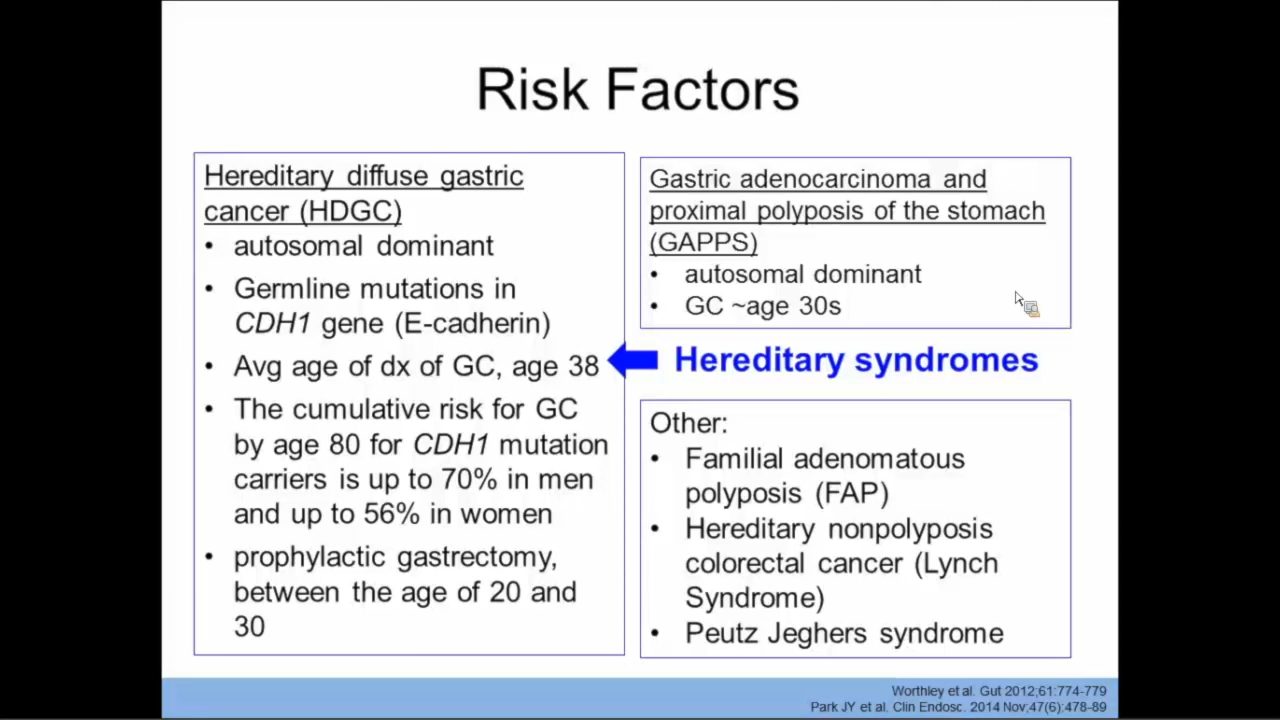 Risk Factors
Hereditary diffuse gastric
cancer (HDGC)
• autosomal dominant
• Germline mutations in
CDH1 gene (E-cadherin)
• Avg age of dx of GC, age 38
• The cumulative risk for GC
by age 80 for CDH1 mutation
carriers is up to 70% in men
and up to 56% in women
• prophylactic gastrectomy,
between the age of 20 and
30
Gastric adenocarcinoma and
proximal polyposis of the stomach
(GAPPS)
• autosomal dominant
• GC ~age 30s
Hereditary syndromes
Other:
• Familial adenomatous
polyposis (FAP)
• Hereditary nonpolyposis
colorectal cancer (Lynch
Syndrome)
• Peutz Jeghers syndrome
Worthley et al. Gut 2012;61:774-779
Park JY et al. Clin Endosc. 2014 Nov;47(6):478-89